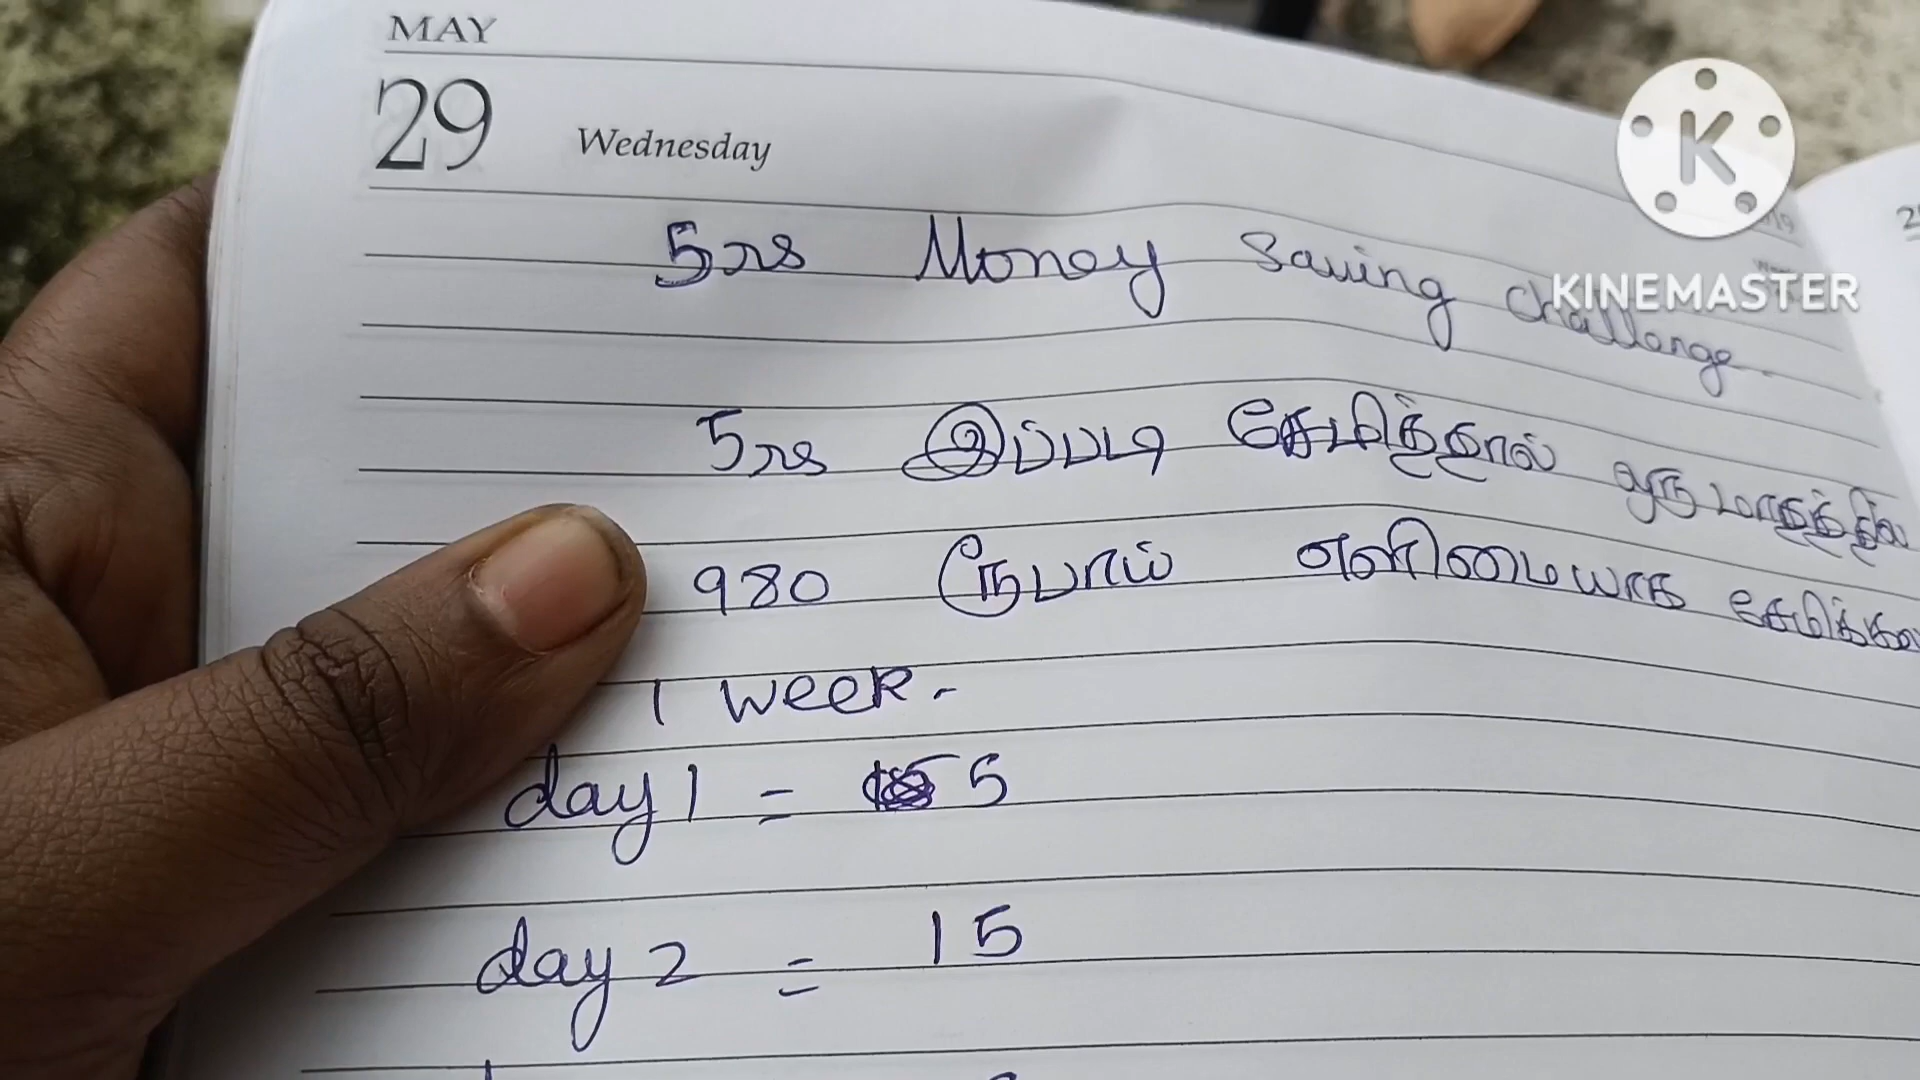 MAY
29 Wednesday
KINEMASTER
5rs Money Saving Challange.
5rs இப்படி சேமித்தால் ஒரு மாதத்தில்
980 ரூபாய் எளிமையாக
1 week -
day 1 = 5
day 2 = 15